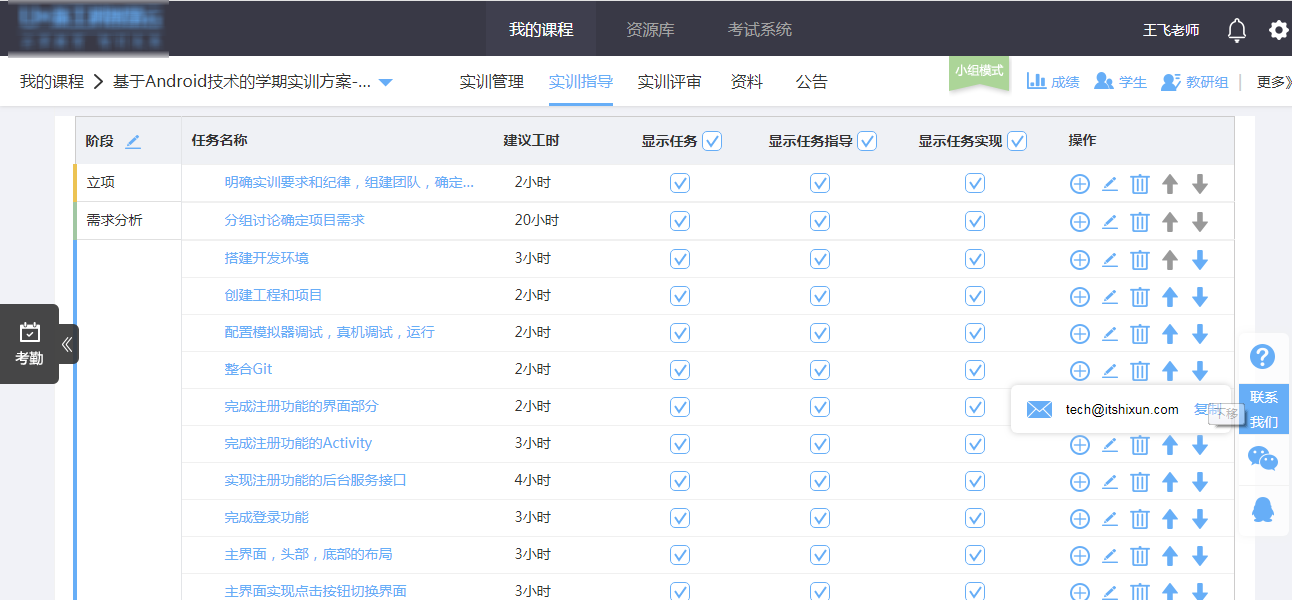 我的课程 资源库 考试系统 王飞老师
我的课程 基于Android技术的学期实训方案-... 实训管理 实训指导 实训评审 资料 公告 小组模式 成绩 学生 教研组 更多
阶段 任务名称 建议工时 显示任务 显示任务指导 显示任务实现 操作
立项 明确实训要求和纪律，组建团队，确定... 2小时
需求分析 分组讨论确定项目需求 20小时
搭建开发环境 3小时
创建工程和项目 2小时
配置模拟器调试，真机调试，运行 2小时
考勤
整合Git 2小时
完成注册功能的界面部分 2小时
tech@itshixun.com 复制
下移
联系
我们
完成注册功能的Activity 3小时
实现注册功能的后台服务接口 4小时
完成登录功能 3小时
主界面，头部，底部的布局 3小时
主界面实现点击按钮切换界面 3小时